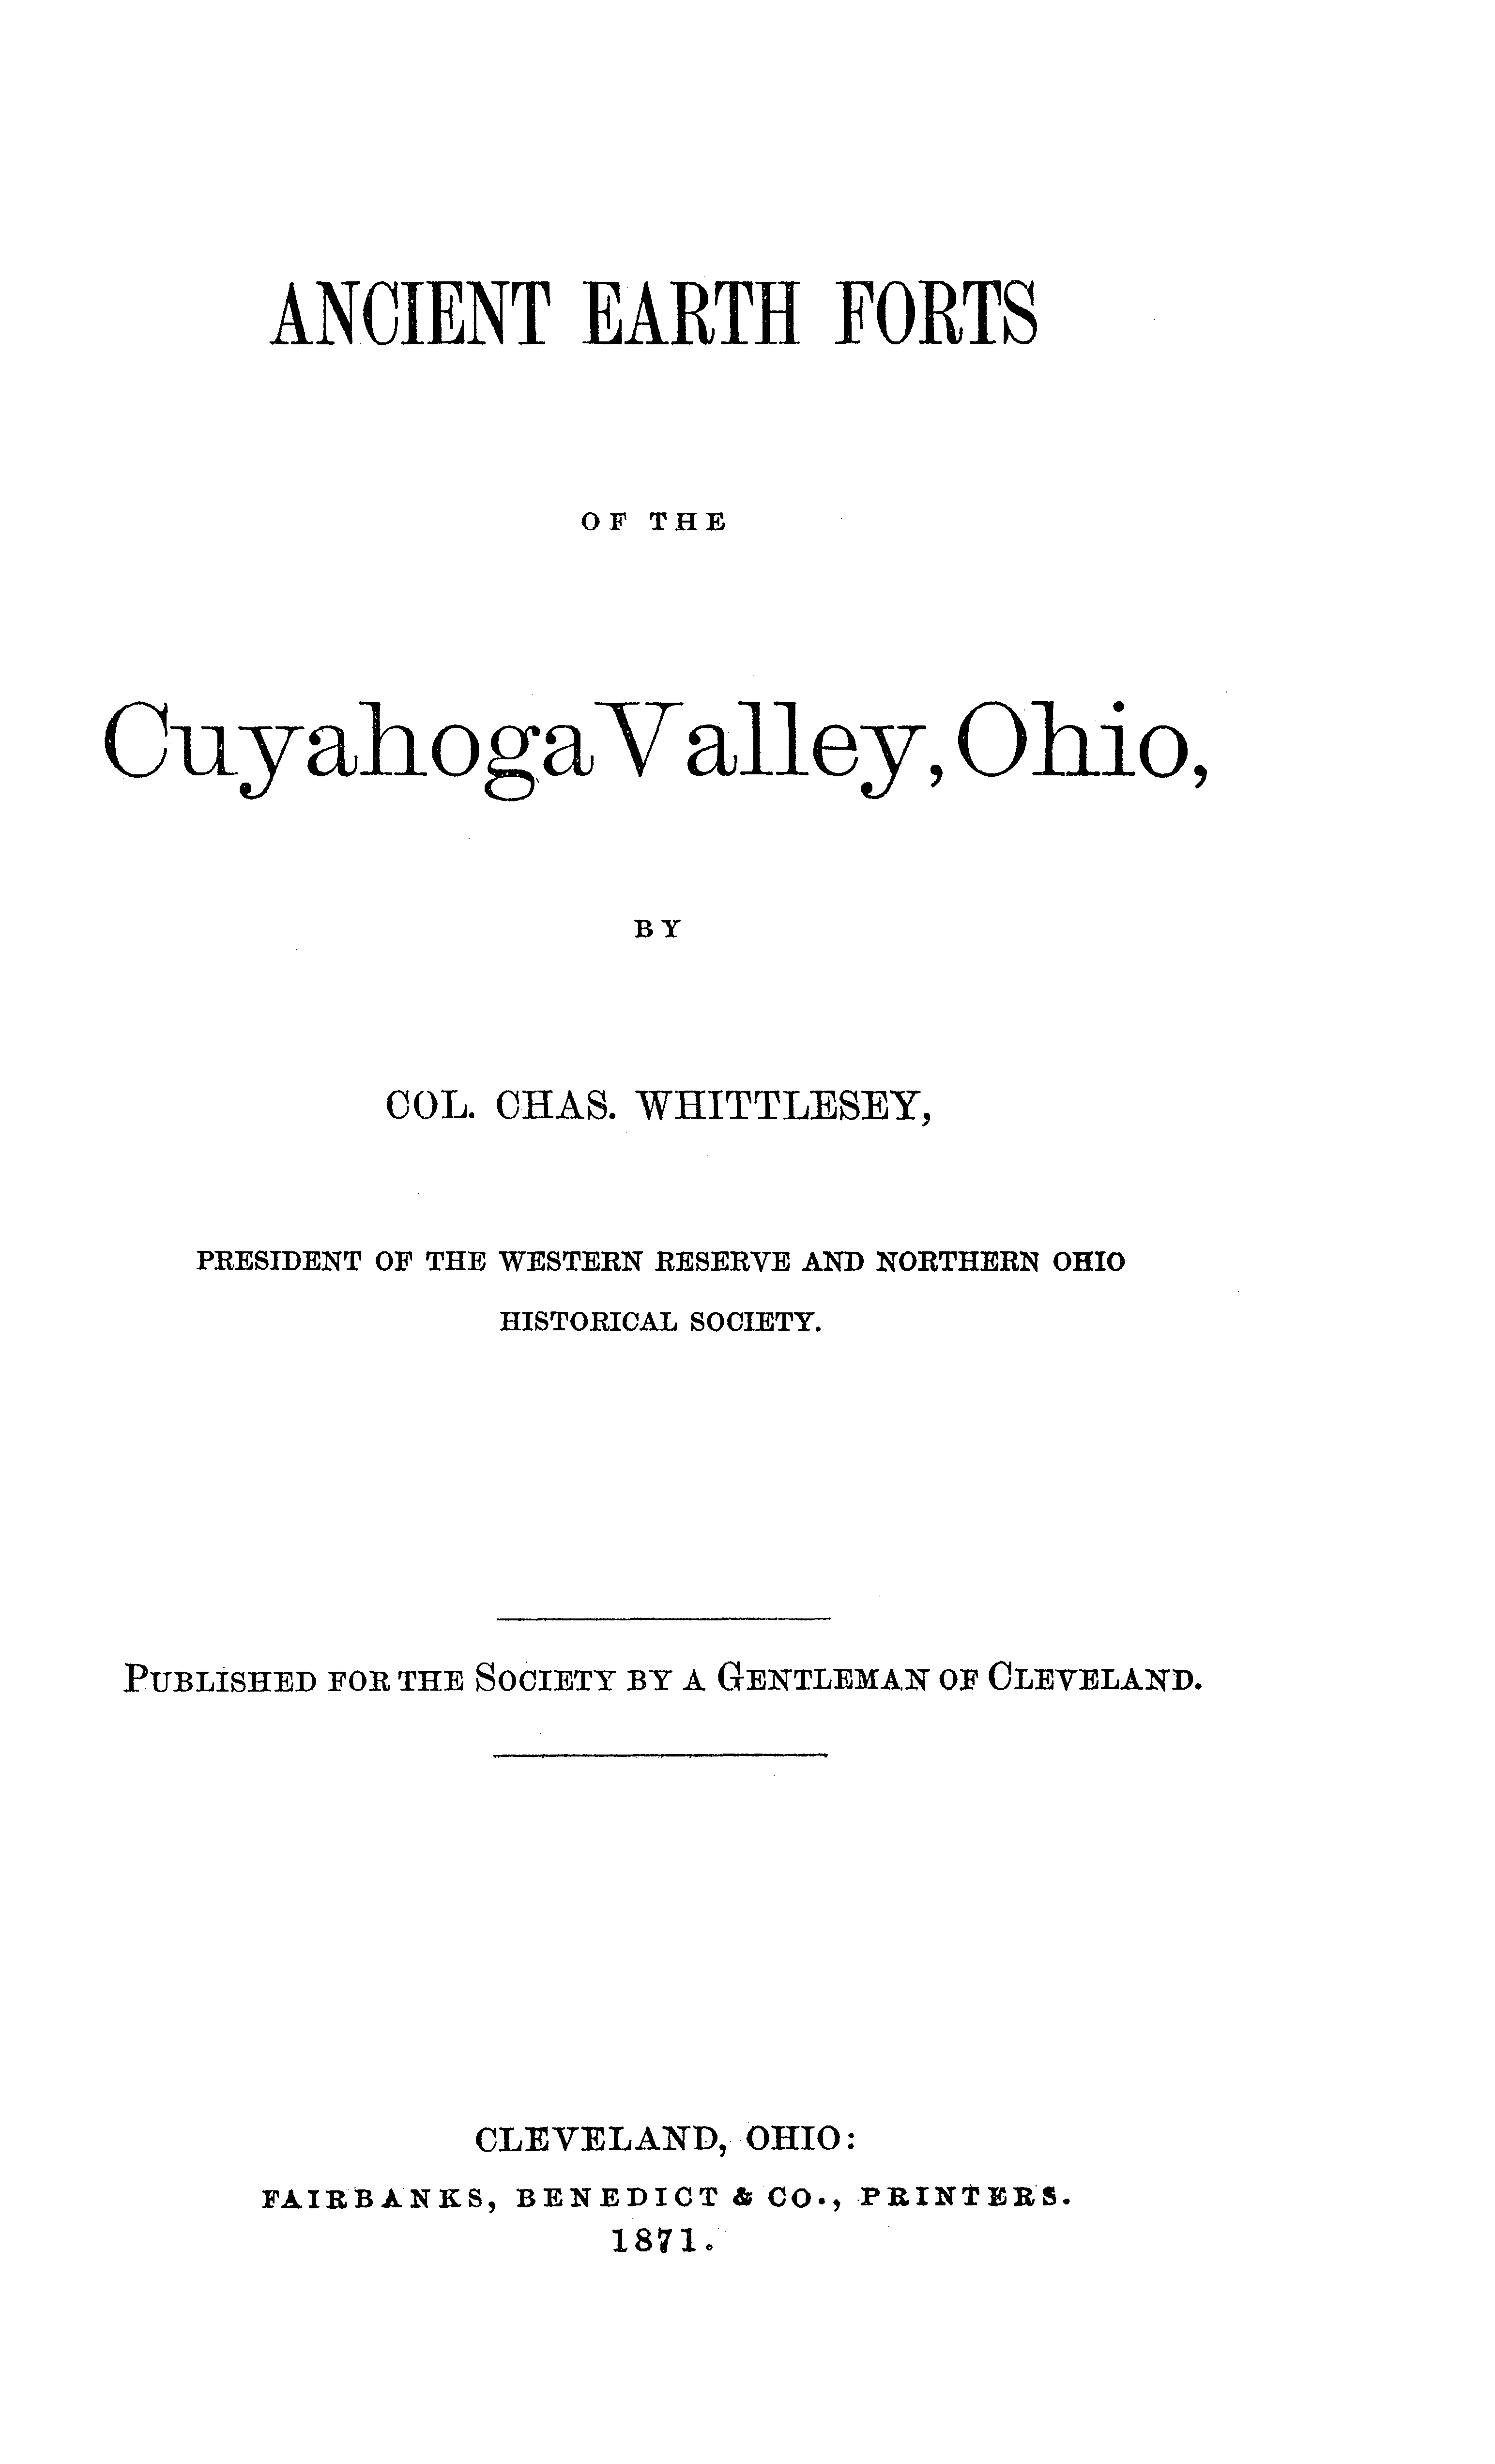 ANCIENT EARTH FORTS
OF THE
Cuyahoga Valley, Ohio,
BY
COL. CHAS. WHITTLESEY,
PRESIDENT OF THE WESTERN RESERVE AND NORTHERN OHIO
HISTORICAL SOCIETY.
PUBLISHED FOR THE SOCIETY BY A GENTLEMAN OF CLEVELAND.
CLEVELAND, OHIO:
FAIRBANKS, BENEDICT & CO., PRINTERS.
1871.